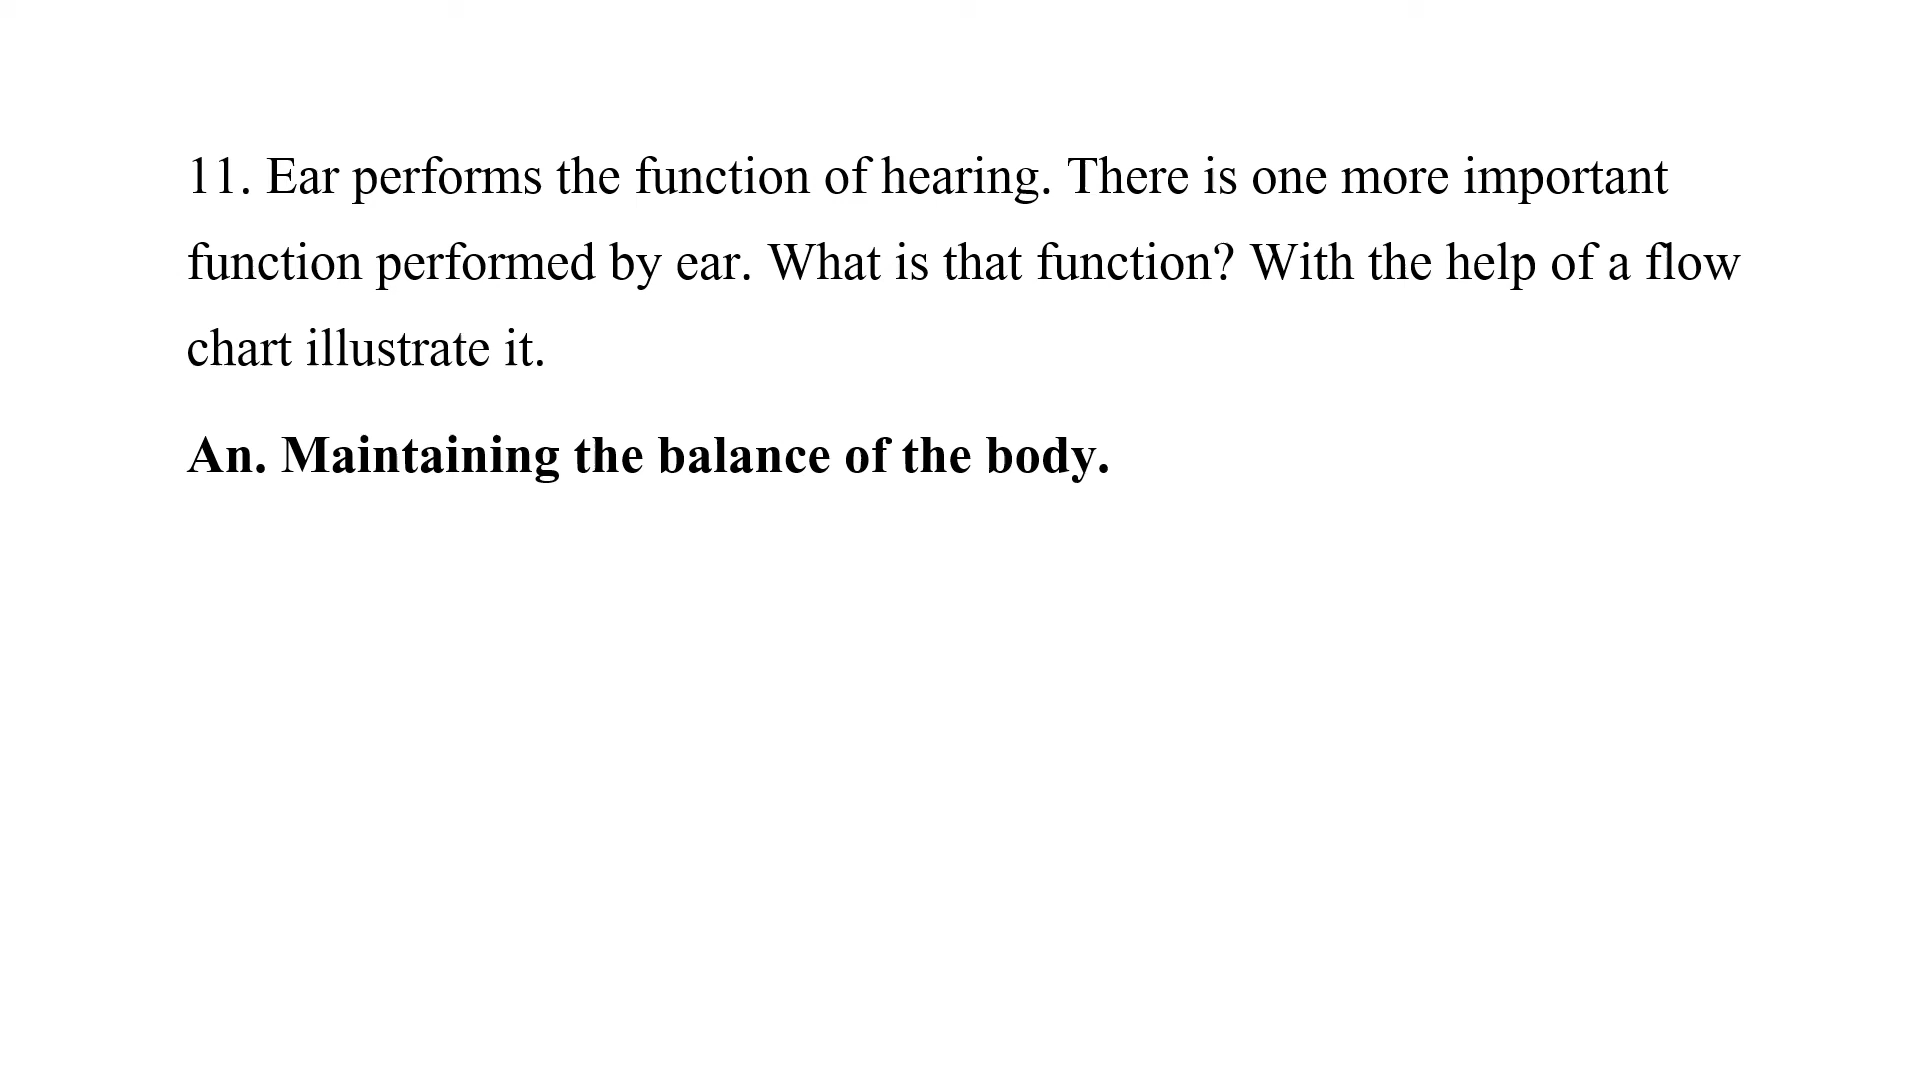 11. Ear performs the function of hearing. There is one more important
function performed by ear. What is that function? With the help of a flow
chart illustrate it.
An. Maintaining the balance of the body.